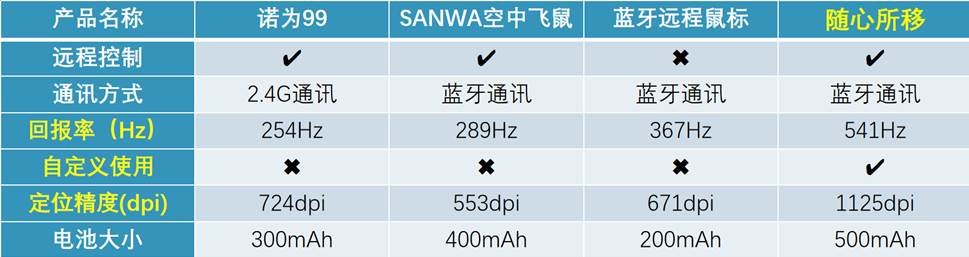 产品名称 诺为99 SANWA空中飞鼠 蓝牙远程鼠标 随心所移
远程控制 ✔ ✔ ✖ ✔
通讯方式 2.4G通讯 蓝牙通讯 蓝牙通讯 蓝牙通讯
回报率（Hz） 254Hz 289Hz 367Hz 541Hz
自定义使用 ✖ ✖ ✖ ✔
定位精度(dpi) 724dpi 553dpi 671dpi 1125dpi
电池大小 300mAh 400mAh 200mAh 500mAh